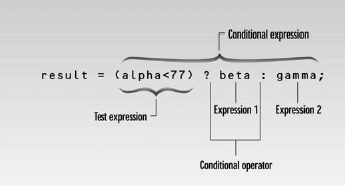 Conditional expression
result = (alpha<77) ? beta : gamma;
Test expression
Expression 1
Expression 2
Conditional operator